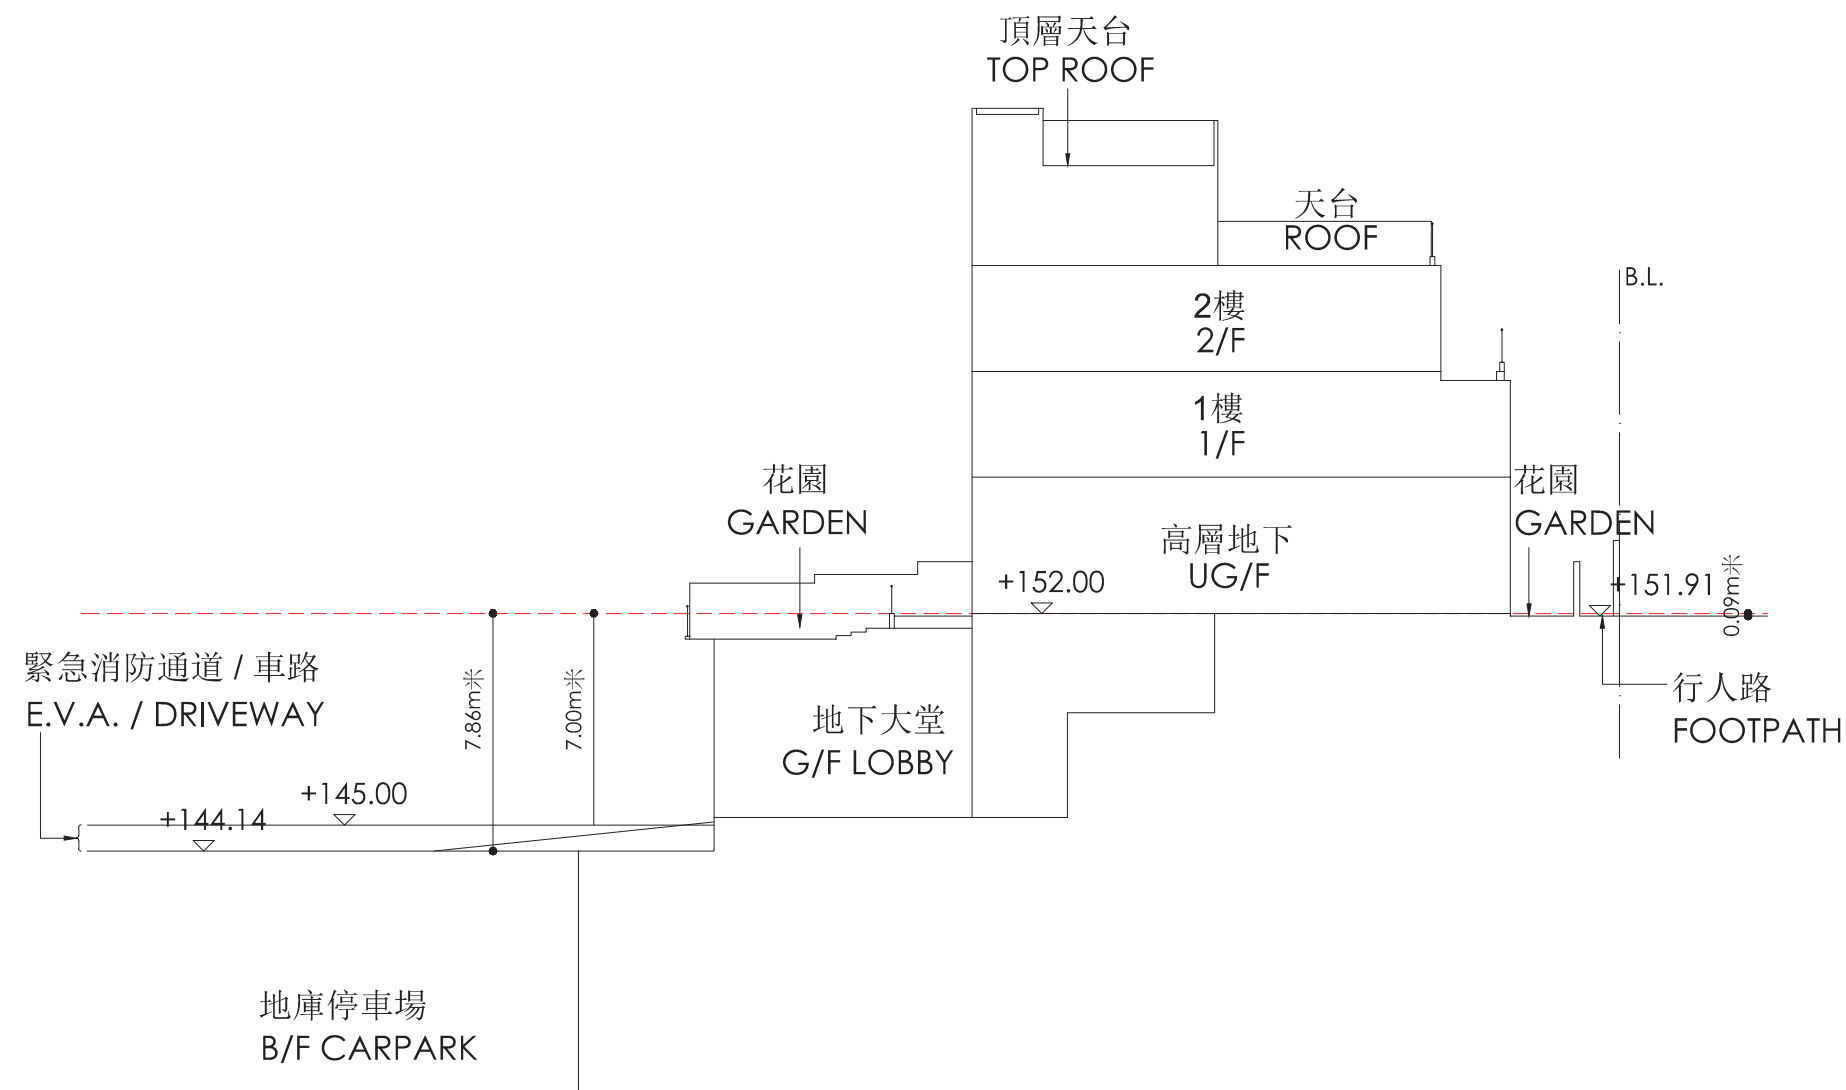 頂層天台
TOP ROOF
天台
ROOF
B.L.
2樓
2/F
1樓
1/F
花園
GARDEN
花園
GARDEN
高層地下
UG/F
+152.00
+151.91
0.09m米
緊急消防通道 / 車路
E.V.A. / DRIVEWAY
7.86m米
7.00m米
行人路
FOOTPATH
地下大堂
G/F LOBBY
+145.00
+144.14
地庫停車場
B/F CARPARK